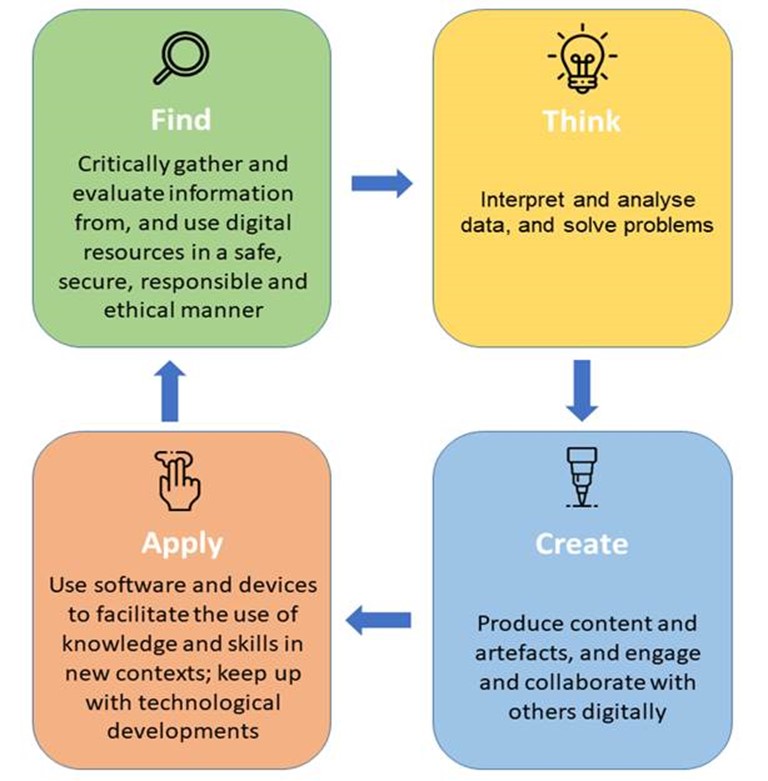 Find
Critically gather and
evaluate information
from, and use digital
resources in a safe,
secure, responsible and
ethical manner
Think
Interpret and analyse
data, and solve problems
Create
Produce content and
artefacts, and engage
and collaborate with
others digitally
Apply
Use software and devices
to facilitate the use of
knowledge and skills in
new contexts; keep up
with technological
developments